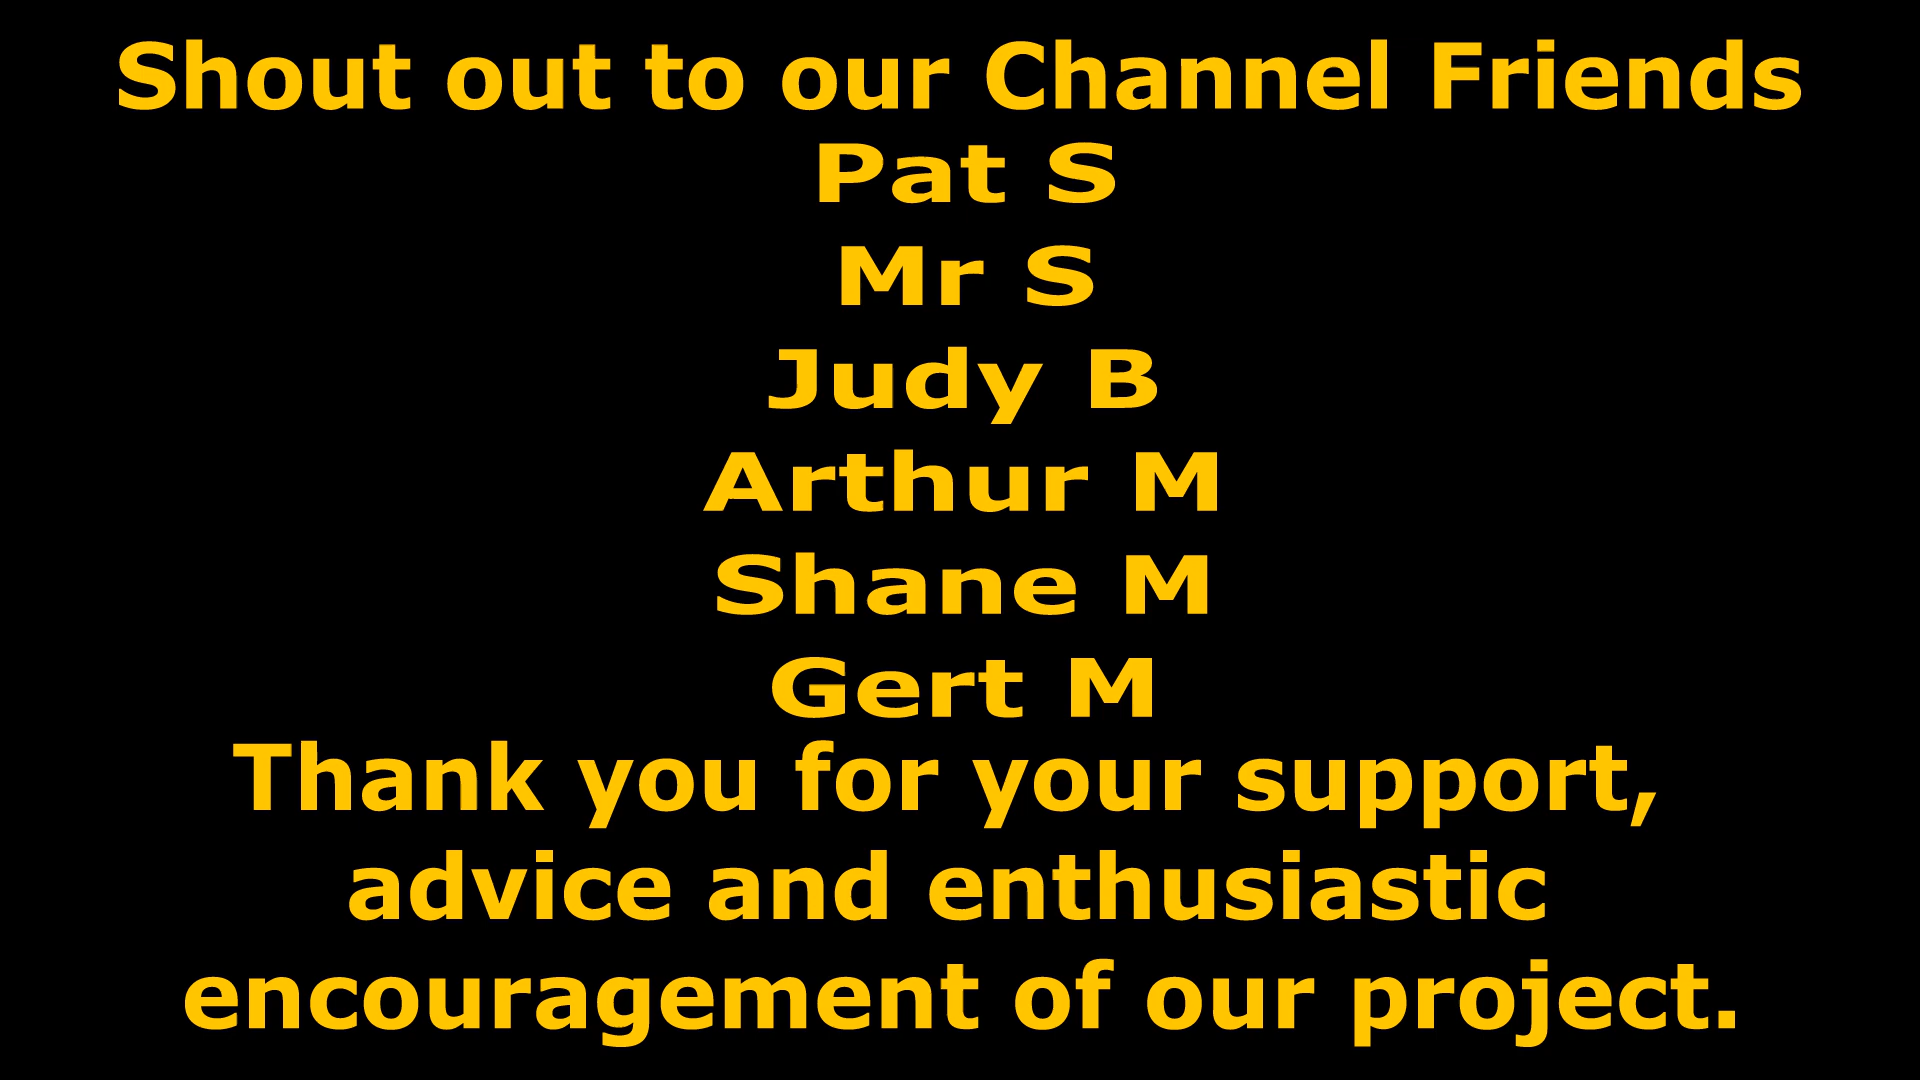 Shout out to our Channel Friends
Pat S
Mr S
Judy B
Arthur M
Shane M
Gert M
Thank you for your support,
advice and enthusiastic
encouragement of our project.